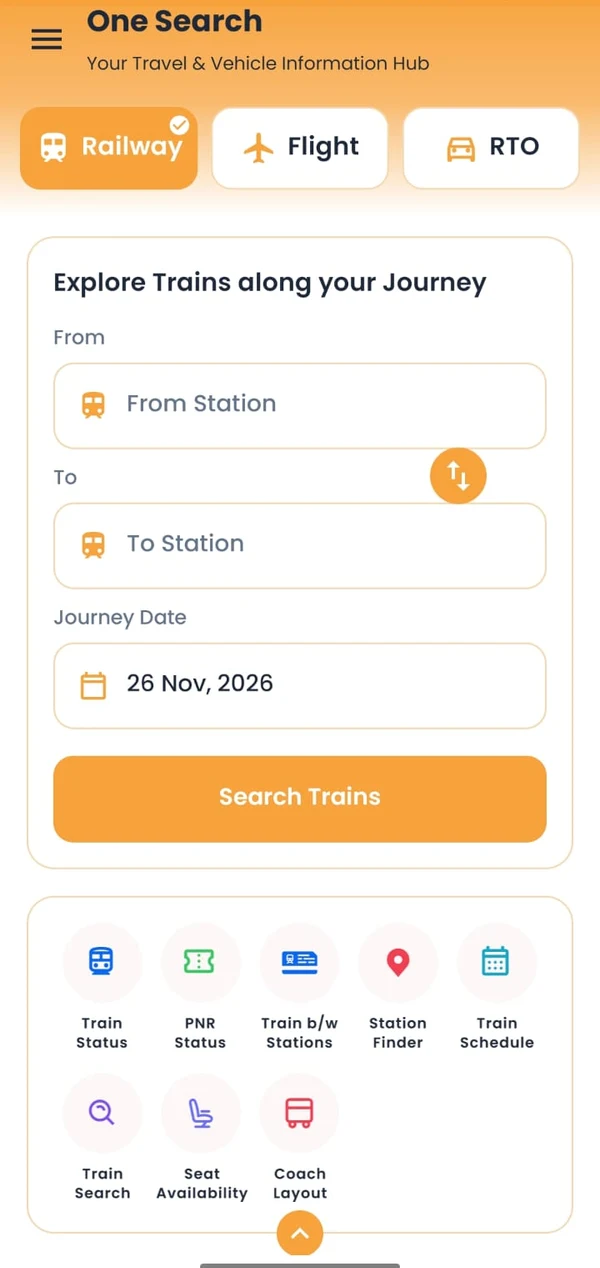 One Search
Your Travel & Vehicle Information Hub
Railway
Flight
RTO
Explore Trains along your Journey
From
From Station
To
To Station
Journey Date
26 Nov, 2026
Search Trains
Train
Status
PNR
Status
Train b/w
Stations
Station
Finder
Train
Schedule
Train
Search
Seat
Availability
Coach
Layout